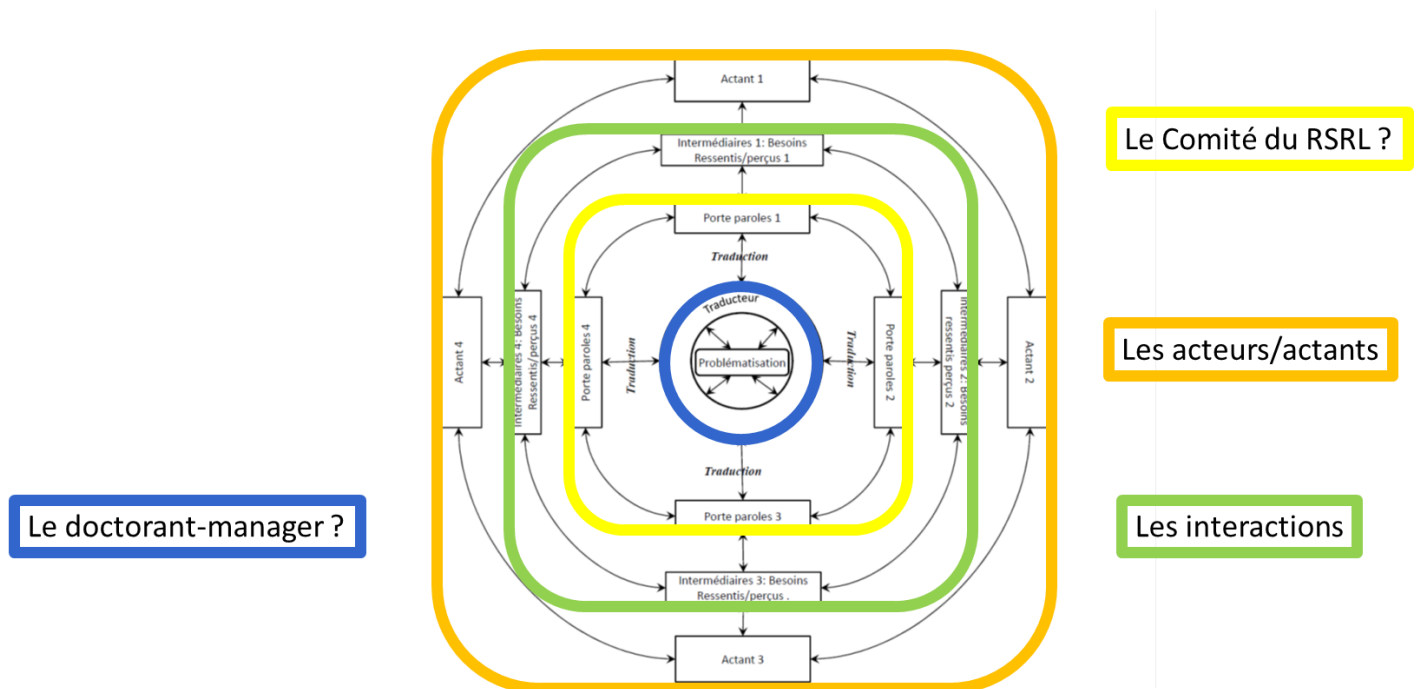 Actant 1
Le Comité du RSRL ?
Intermédiaires 1: Besoins
Ressentis/perçus 1
Porte paroles 1
Traduction
Traducteur
Problématisation
Actant 4
Intermédiaires 4: Besoins
Ressentis/perçus 4
Porte paroles 4
Traduction
Traduction
Porte paroles 2
Intermédiaires 2: Besoins
ressentis perçus 2
Actant 2
Les acteurs/actants
Traduction
Porte paroles 3
Le doctorant-manager ?
Les interactions
Intermédiaires 3: Besoins
Ressentis/perçus .
Actant 3